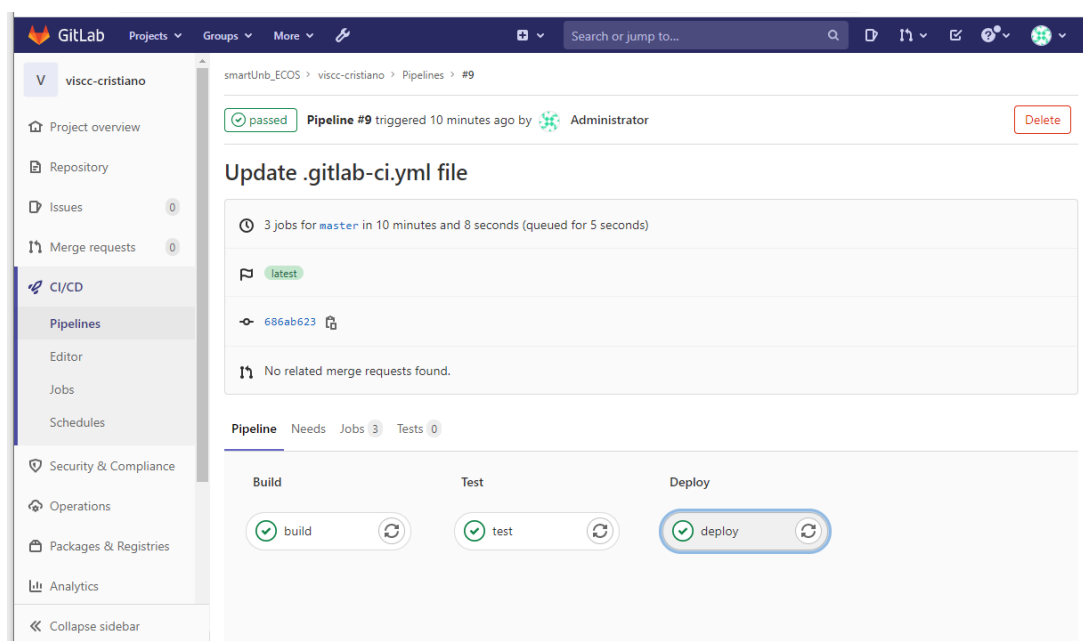 GitLab Projects Groups More Search or jump to...
V viscc-cristiano
Project overview
Repository
Issues 0
Merge requests 0
CI/CD
Pipelines
Editor
Jobs
Schedules
Security & Compliance
Operations
Packages & Registries
Analytics
Collapse sidebar
smartUnb_ECOS > viscc-cristiano > Pipelines > #9
passed Pipeline #9 triggered 10 minutes ago by Administrator Delete
Update .gitlab-ci.yml file
3 jobs for master in 10 minutes and 8 seconds (queued for 5 seconds)
latest
686ab623
No related merge requests found.
Pipeline Needs Jobs 3 Tests 0
Build Test Deploy
build test deploy